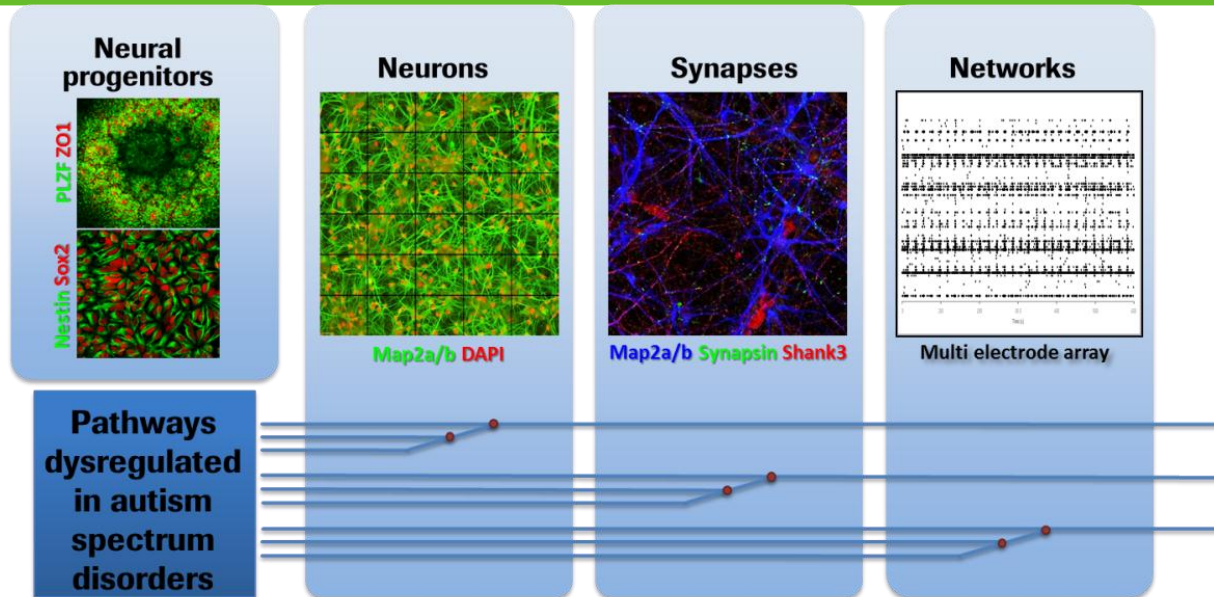 Neural
progenitors
PLZF ZO1
Nestin Sox2
Neurons
Map2a/b DAPI
Synapses
Map2a/b Synapsin Shank3
Networks
Time(s)
Multi electrode array
Pathways
dysregulated
in autism
spectrum
disorders